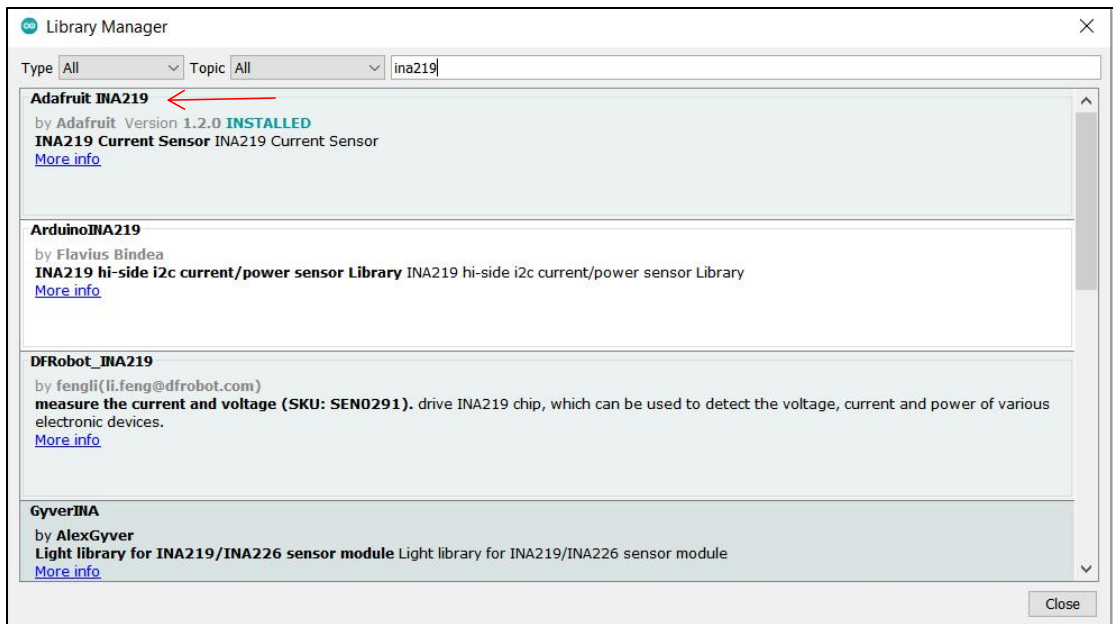 Library Manager
Type All Topic All ina219
Adafruit INA219
by Adafruit Version 1.2.0 INSTALLED
INA219 Current Sensor INA219 Current Sensor
More info
ArduinoINA219
by Flavius Bindea
INA219 hi-side i2c current/power sensor Library INA219 hi-side i2c current/power sensor Library
More info
DFRobot_INA219
by fengli(li.feng@dfrobot.com)
measure the current and voltage (SKU: SEN0291). drive INA219 chip, which can be used to detect the voltage, current and power of various
electronic devices.
More info
GyverINA
by AlexGyver
Light library for INA219/INA226 sensor module Light library for INA219/INA226 sensor module
More info
Close